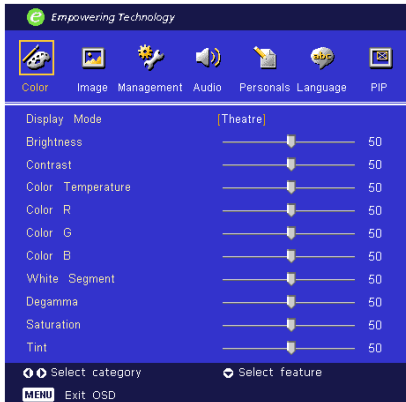 e Empowering Technology
abc
Color Image Management Audio Personals Language PIP
Display Mode [Theatre]
Brightness 50
Contrast 50
Color Temperature 50
Color R 50
Color G 50
Color B 50
White Segment 50
Degamma 50
Saturation 50
Tint 50
Select category Select feature
MENU Exit OSD